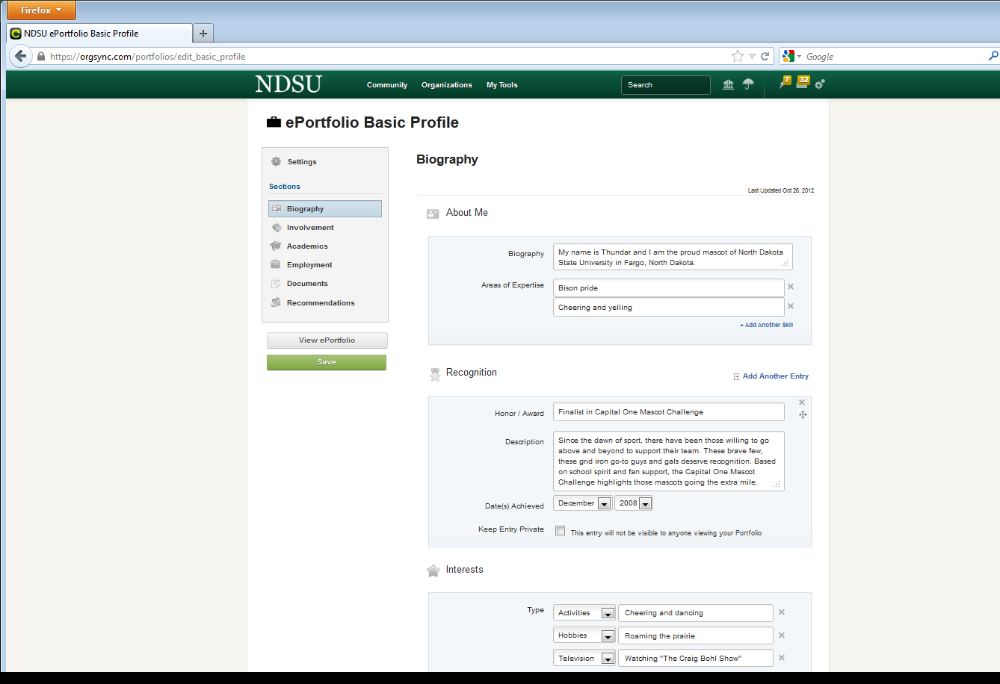 Firefox
NDSU ePortfolio Basic Profile
https://orgsync.com/portfolios/edit_basic_profile
Google
NDSU
Community Organizations My Tools
Search
7 32
ePortfolio Basic Profile
Settings
Sections
Biography
Involvement
Academics
Employment
Documents
Recommendations
View ePortfolio
Save
Biography
Last Updated Oct 26, 2012
About Me
Biography
My name is Thundar and I am the proud mascot of North Dakota
State University in Fargo, North Dakota.
Areas of Expertise
Bison pride
Cheering and yelling
+ Add Another Skill
Recognition
Add Another Entry
Honor / Award
Finalist in Capital One Mascot Challenge
Description
Since the dawn of sport, there have been those willing to go
above and beyond to support their team. These brave few,
these grid iron go-to guys and gals deserve recognition. Based
on school spirit and fan support, the Capital One Mascot
Challenge highlights those mascots going the extra mile.
Date(s) Achieved
December 2008
Keep Entry Private
This entry will not be visible to anyone viewing your Portfolio
Interests
Type
Activities Cheering and dancing
Hobbies Roaming the prairie
Television Watching "The Craig Bohl Show"